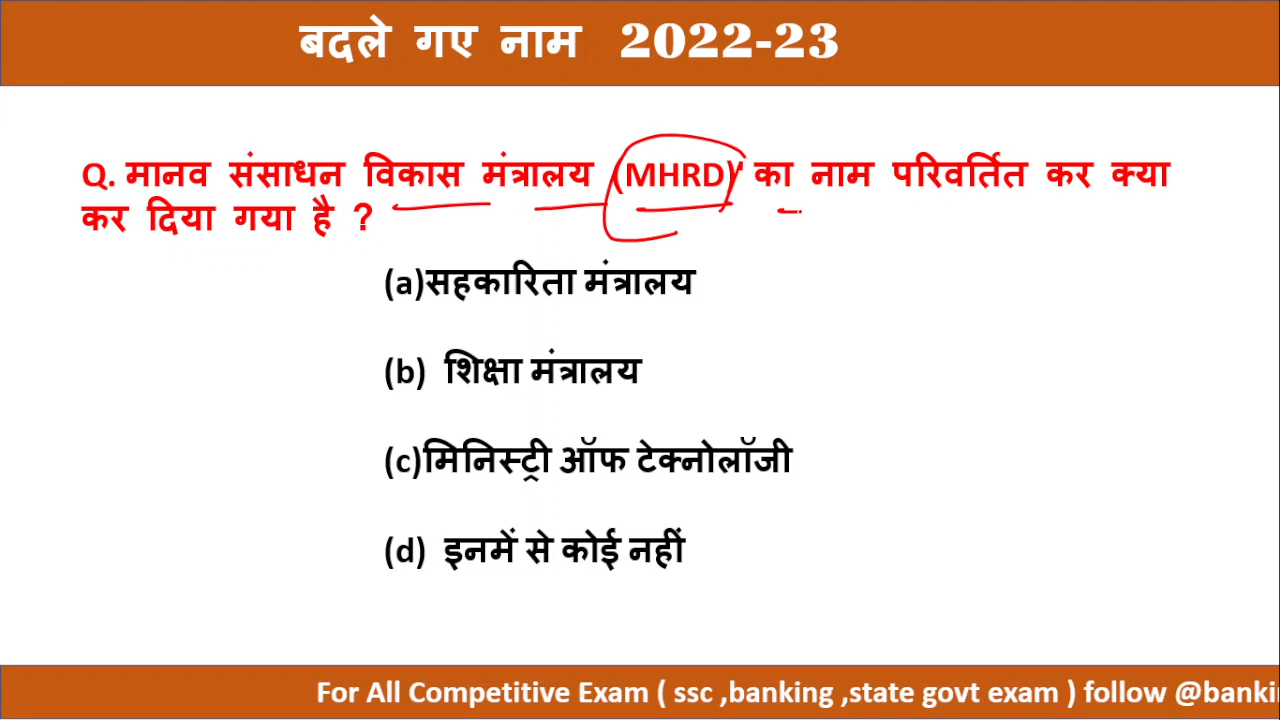 बदले गए नाम 2022-23
Q. मानव संसाधन विकास मंत्रालय (MHRD) का नाम परिवर्तित कर क्या
कर दिया गया है ?
(a)सहकारिता मंत्रालय
(b) शिक्षा मंत्रालय
(c)मिनिस्ट्री ऑफ टेक्नोलॉजी
(d) इनमें से कोई नहीं
For All Competitive Exam ( ssc ,banking ,state govt exam ) follow